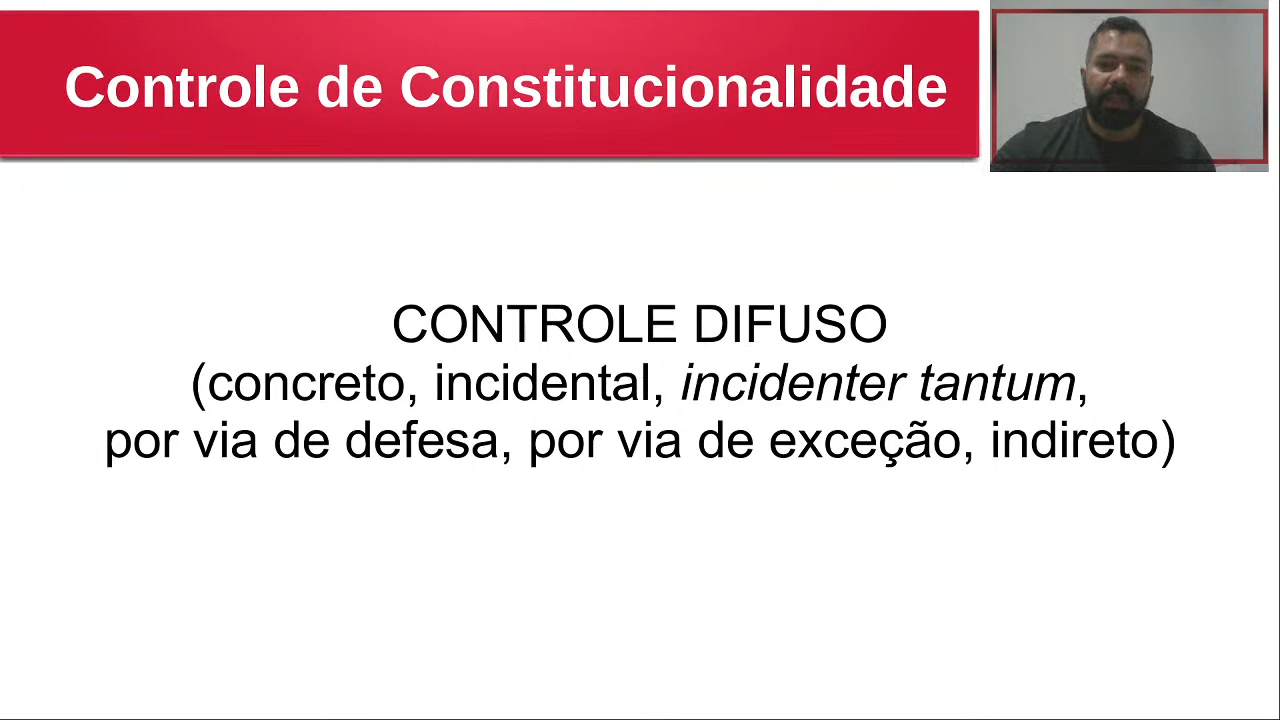 Controle de Constitucionalidade
CONTROLE DIFUSO
(concreto, incidental, incidenter tantum,
por via de defesa, por via de exceção, indireto)